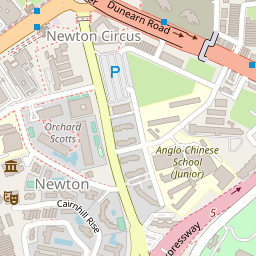 Dunearn Road
Newton Circus
P
Orchard
Scotts
Anglo-Chinese
School
(Junior)
Newton
Cairnhill Rise
5